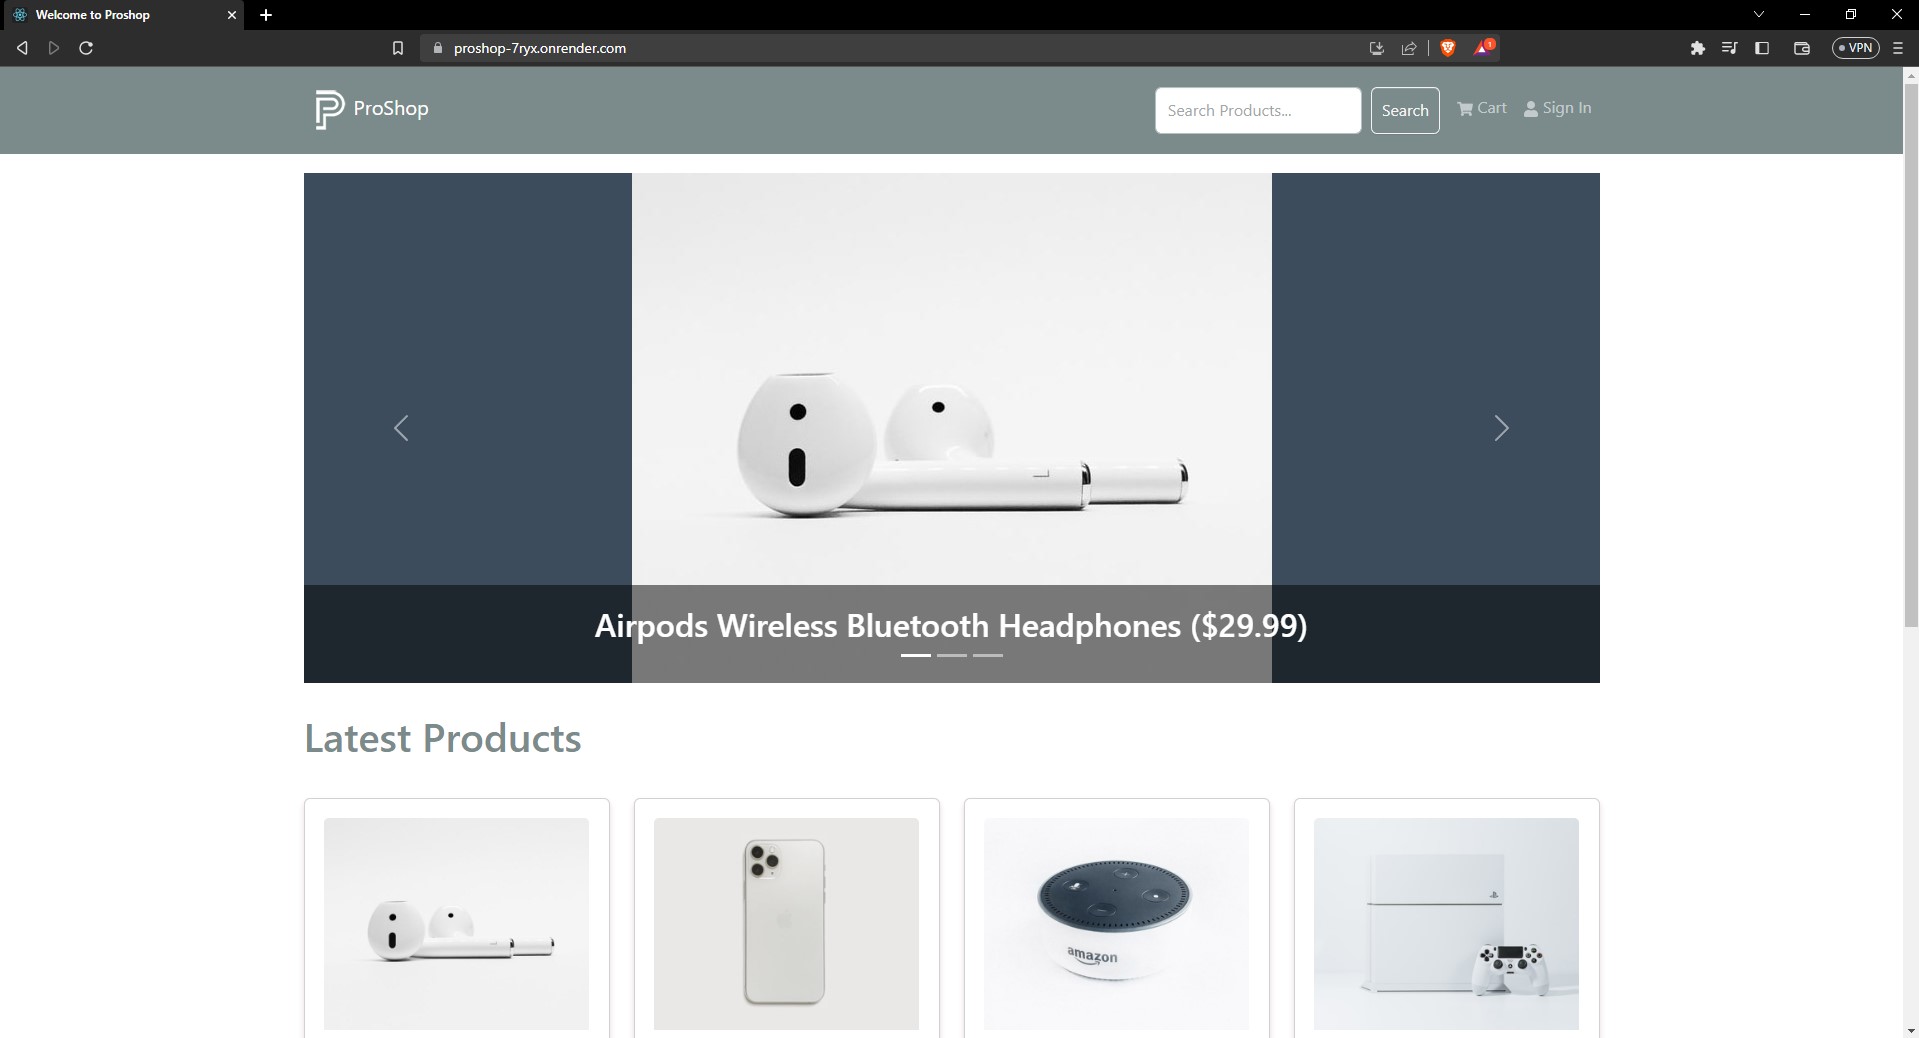 Welcome to Proshop
proshop-7ryx.onrender.com
1
VPN
ProShop
Search Products...
Search
Cart
Sign In
Airpods Wireless Bluetooth Headphones ($29.99)
Latest Products
amazon